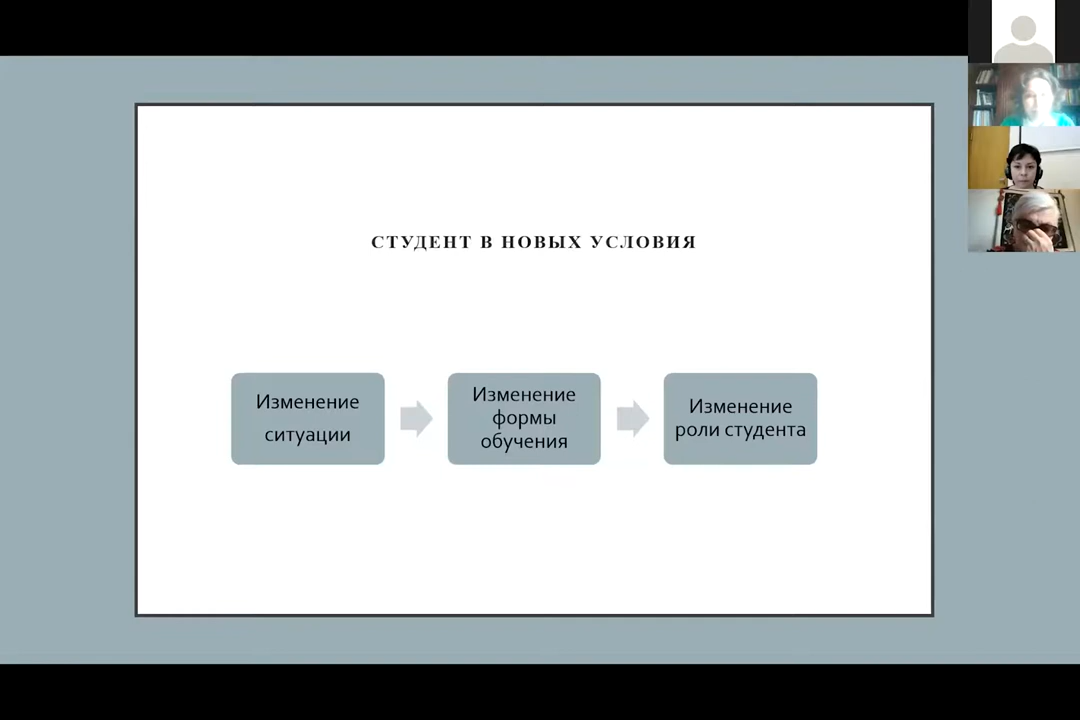 СТУДЕНТ В НОВЫХ УСЛОВИЯ
Изменение
ситуации
Изменение
формы
обучения
Изменение
роли студента